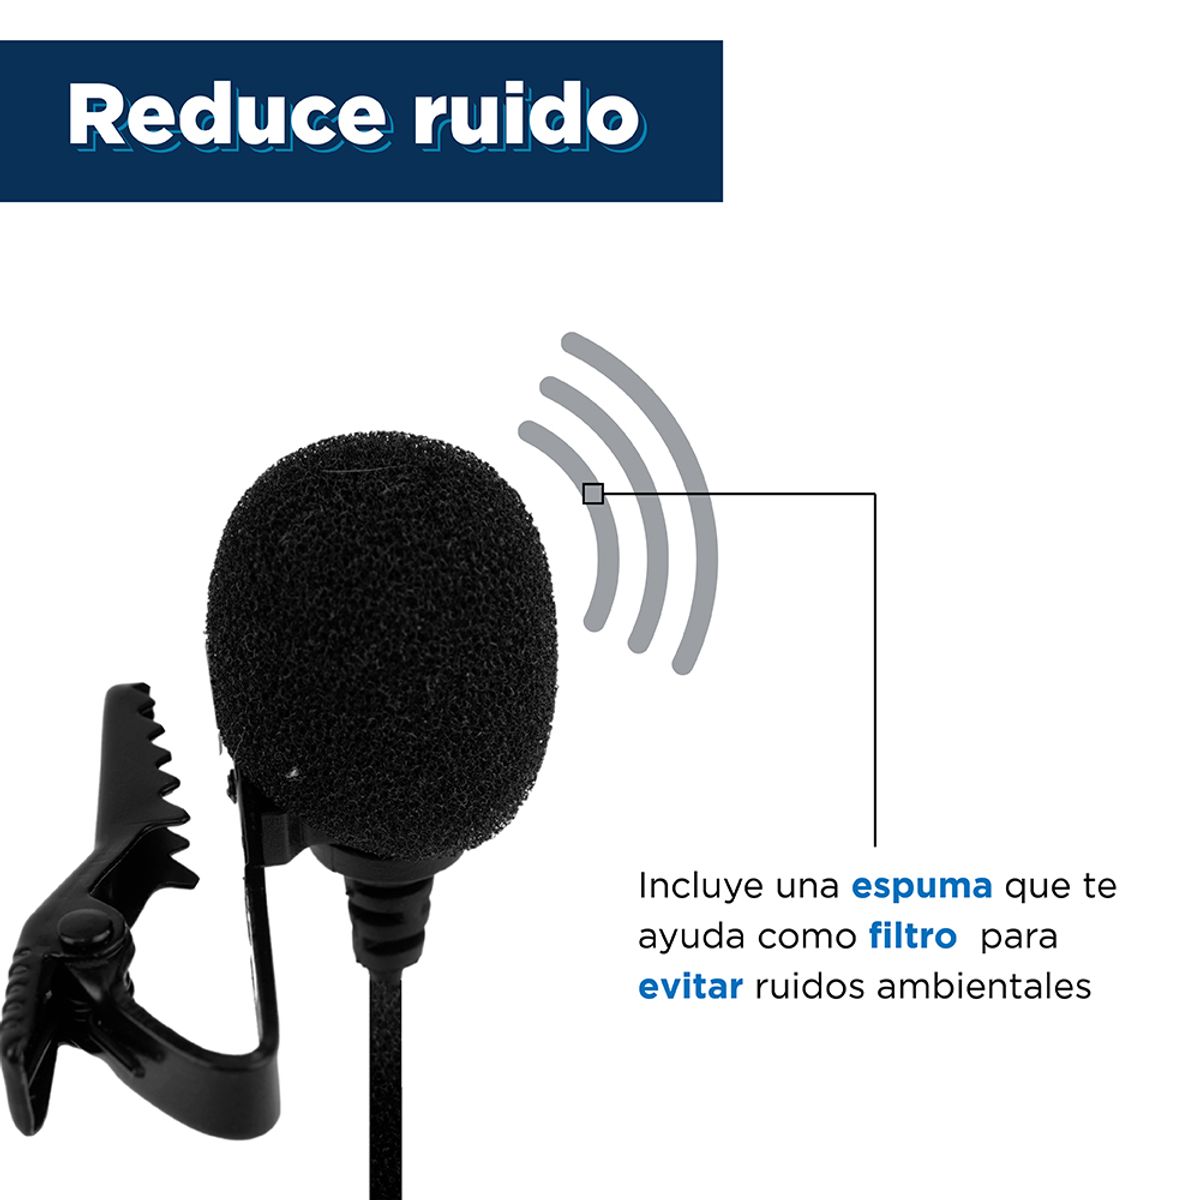 Reduce ruido
Incluye una espuma que te
ayuda como filtro para
evitar ruidos ambientales